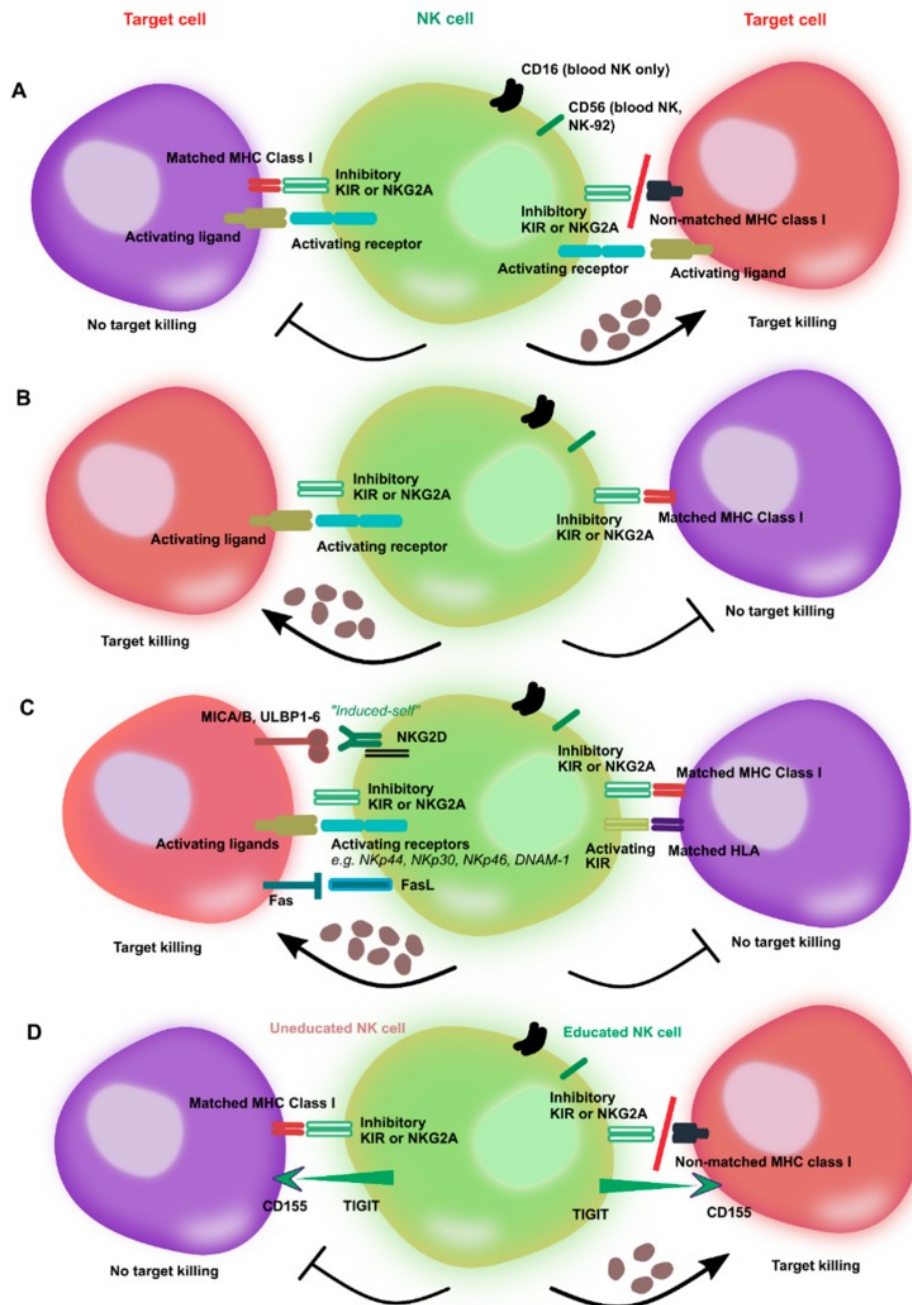 Target cell
NK cell
Target cell
A
CD16 (blood NK only)
CD56 (blood NK,
NK-92)
Matched MHC Class I
Inhibitory
KIR or NKG2A
Activating ligand
Activating receptor
Inhibitory
KIR or NKG2A
Non-matched MHC class I
Activating receptor
Activating ligand
No target killing
Target killing
B
Inhibitory
KIR or NKG2A
Activating ligand
Activating receptor
Inhibitory
KIR or NKG2A
Matched MHC Class I
Target killing
No target killing
C
MICA/B, ULBP1-6
"Induced-self"
NKG2D
Inhibitory
KIR or NKG2A
Activating ligands
Activating receptors
e.g. NKp44, NKp30, NKp46, DNAM-1
Fas
FasL
Inhibitory
KIR or NKG2A
Matched MHC Class I
Activating
KIR
Matched HLA
Target killing
No target killing
D
Uneducated NK cell
Educated NK cell
Matched MHC Class I
Inhibitory
KIR or NKG2A
CD155
TIGIT
Inhibitory
KIR or NKG2A
Non-matched MHC class I
TIGIT
CD155
No target killing
Target killing